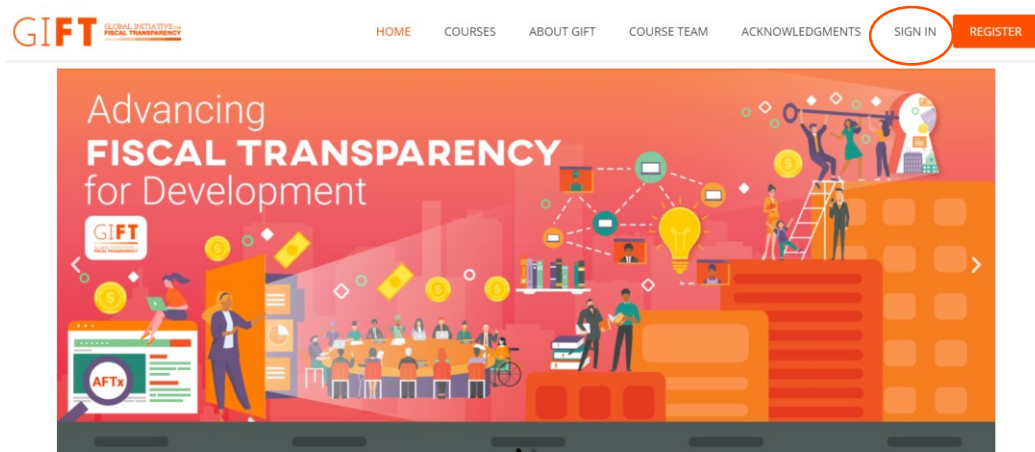 GIFT GLOBAL INITIATIVE FOR
FISCAL TRANSPARENCY
HOME COURSES ABOUT GIFT COURSE TEAM ACKNOWLEDGMENTS SIGN IN REGISTER
Advancing
FISCAL TRANSPARENCY
for Development
GIFT
AFTx